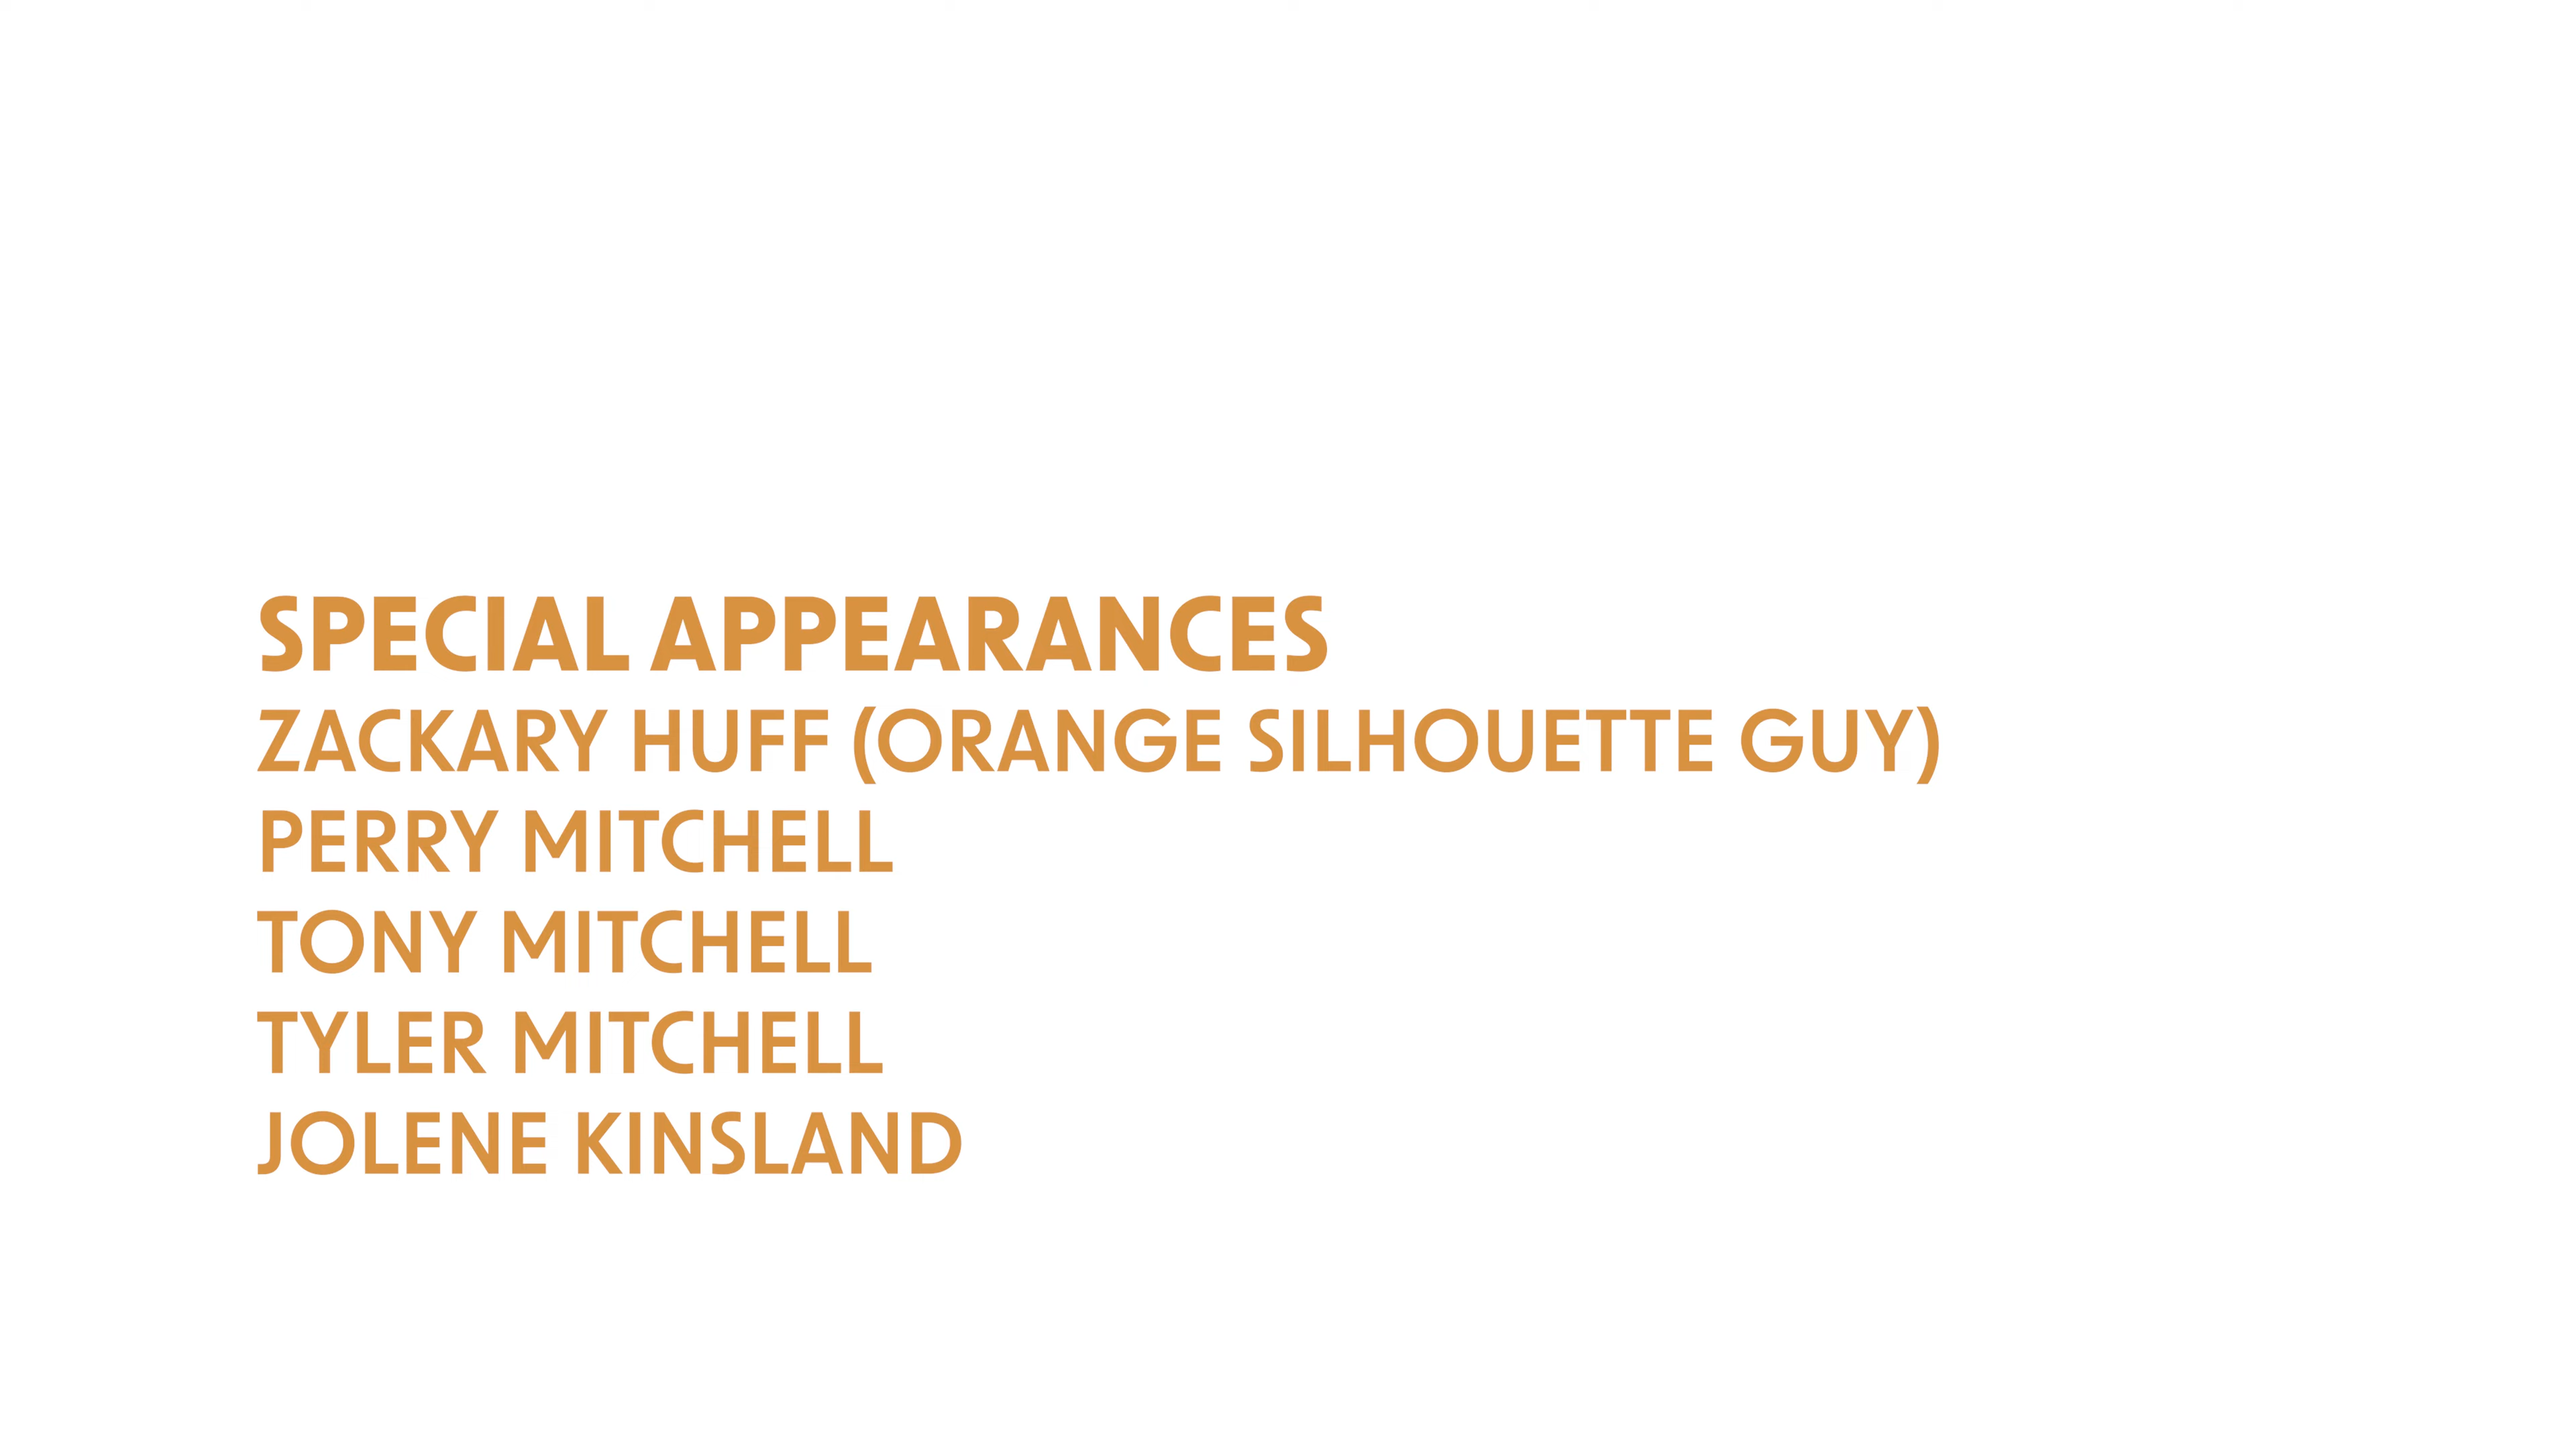 SPECIAL APPEARANCES
ZACKARY HUFF (ORANGE SILHOUETTE GUY)
PERRY MITCHELL
TONY MITCHELL
TYLER MITCHELL
JOLENE KINSLAND